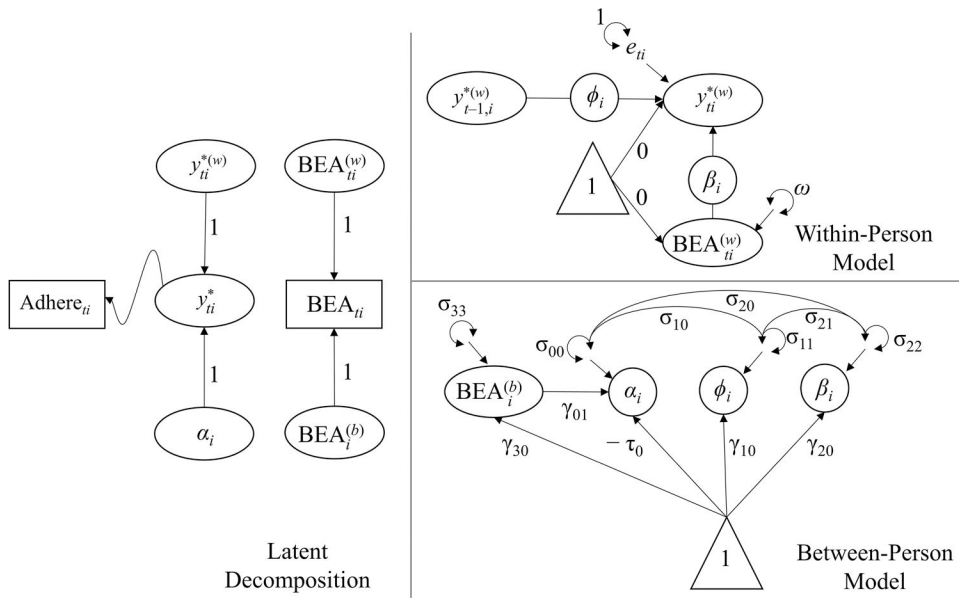 y*(w)ti
BEA(w)ti
1
1
Adhereti
y*ti
BEAti
1
1
αi
BEA(b)i
Latent
Decomposition
1
eti
y*(w)t−1,i
ϕi
y*(w)ti
0
1
0
βi
ω
BEA(w)ti
Within-Person
Model
σ33
σ20
σ10
σ21
σ00
σ11
σ22
BEA(b)i
αi
ϕi
βi
γ01
γ30
− τ0
γ10
γ20
1
Between-Person
Model